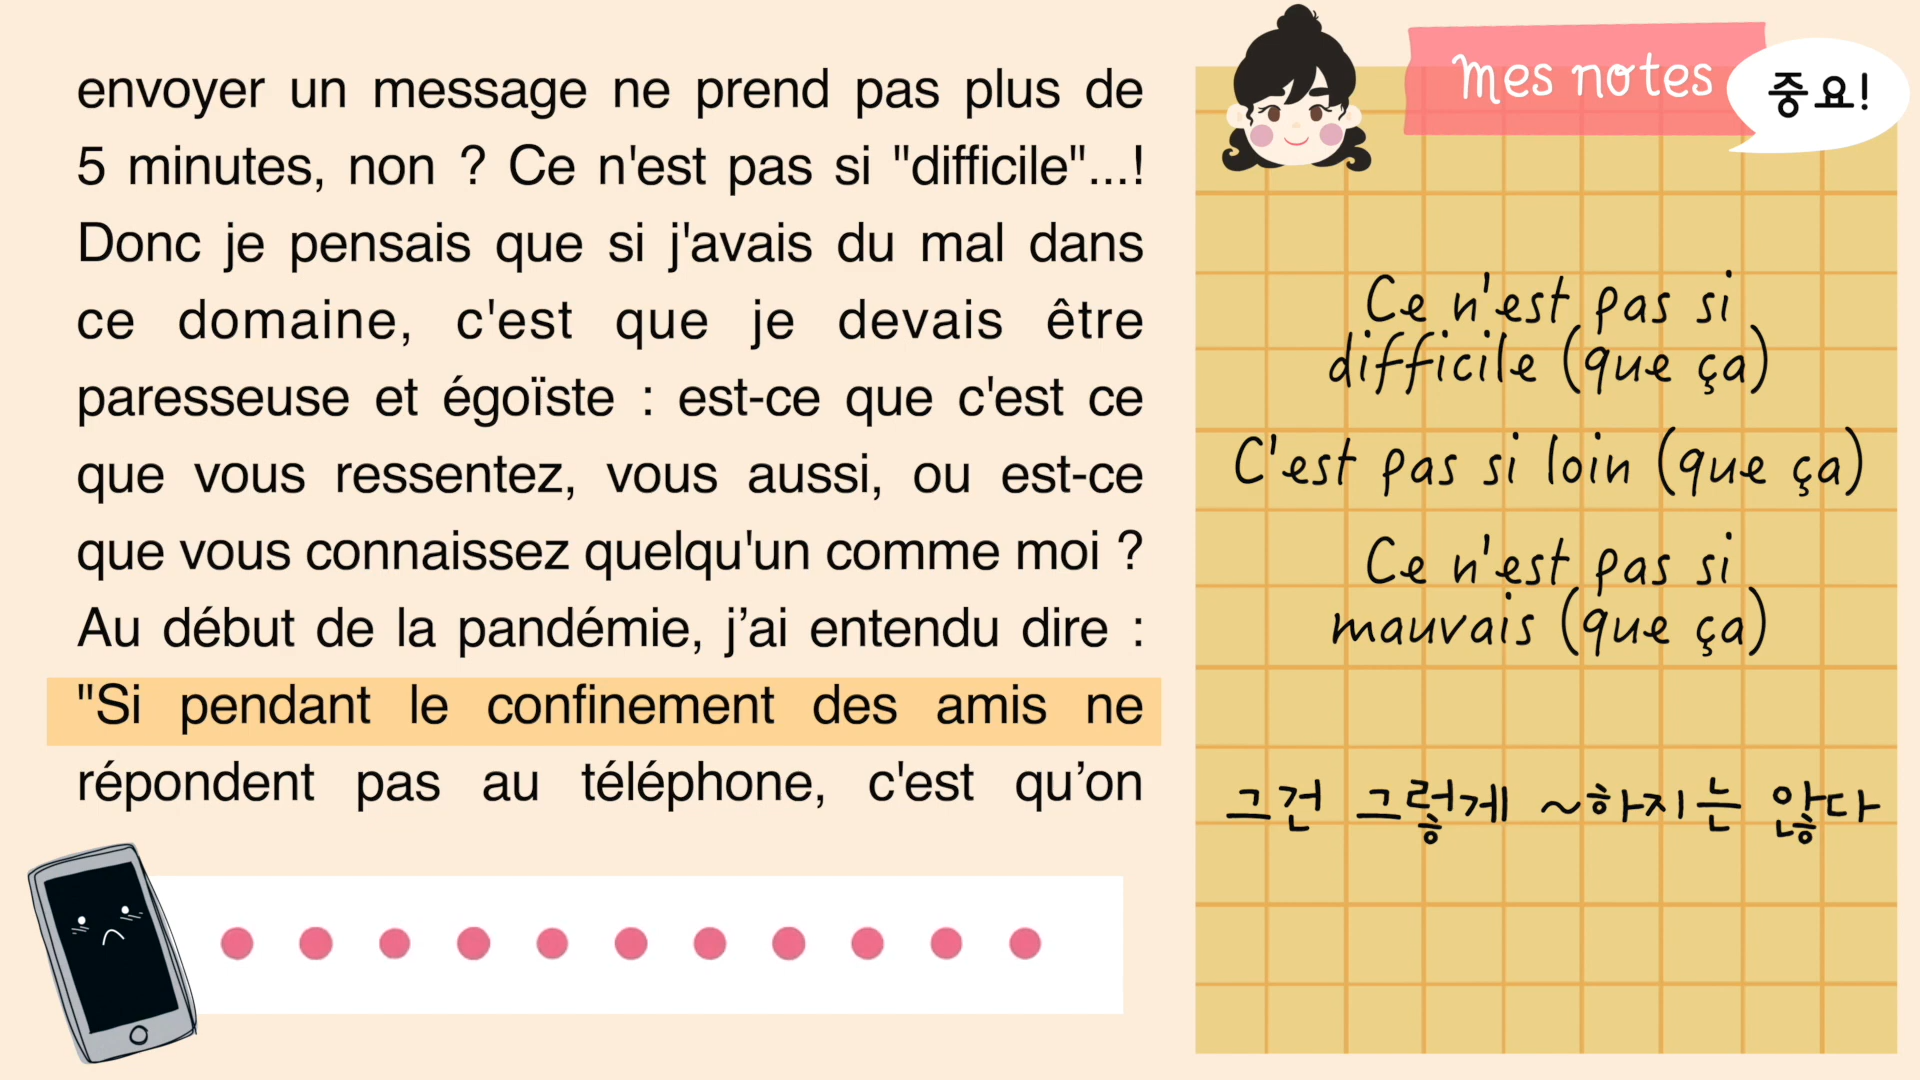 envoyer un message ne prend pas plus de
5 minutes, non ? Ce n'est pas si "difficile"...!
Donc je pensais que si j'avais du mal dans
ce domaine, c'est que je devais être
paresseuse et égoïste : est-ce que c'est ce
que vous ressentez, vous aussi, ou est-ce
que vous connaissez quelqu'un comme moi ?
Au début de la pandémie, j’ai entendu dire :
"Si pendant le confinement des amis ne
répondent pas au téléphone, c'est qu’on
mes notes
중요!
Ce n'est pas si
difficile (que ça)
C'est pas si loin (que ça)
Ce n'est pas si
mauvais (que ça)
그건 그렇게 ~하지는 않다